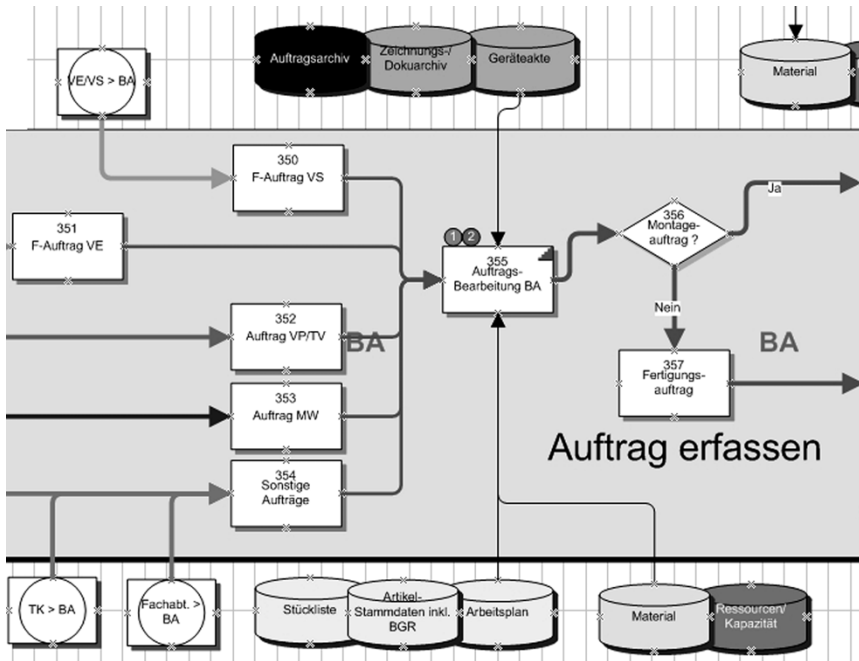 VE/VS > BA
Auftragsarchiv
Zeichnungs-/
Dokuarchiv
Geräteakte
Material
350
F-Auftrag VS
351
F-Auftrag VE
352
Auftrag VP/TV
BA
353
Auftrag MW
354
Sonstige
Aufträge
1 2
355
Auftrags-
Bearbeitung BA
356
Montage-
auftrag ?
Ja
Nein
357
Fertigungs-
auftrag
BA
Auftrag erfassen
TK > BA
Fachabt. >
BA
Stückliste
Artikel-
Stammdaten inkl.
BGR
Arbeitsplan
Material
Ressourcen/
Kapazität